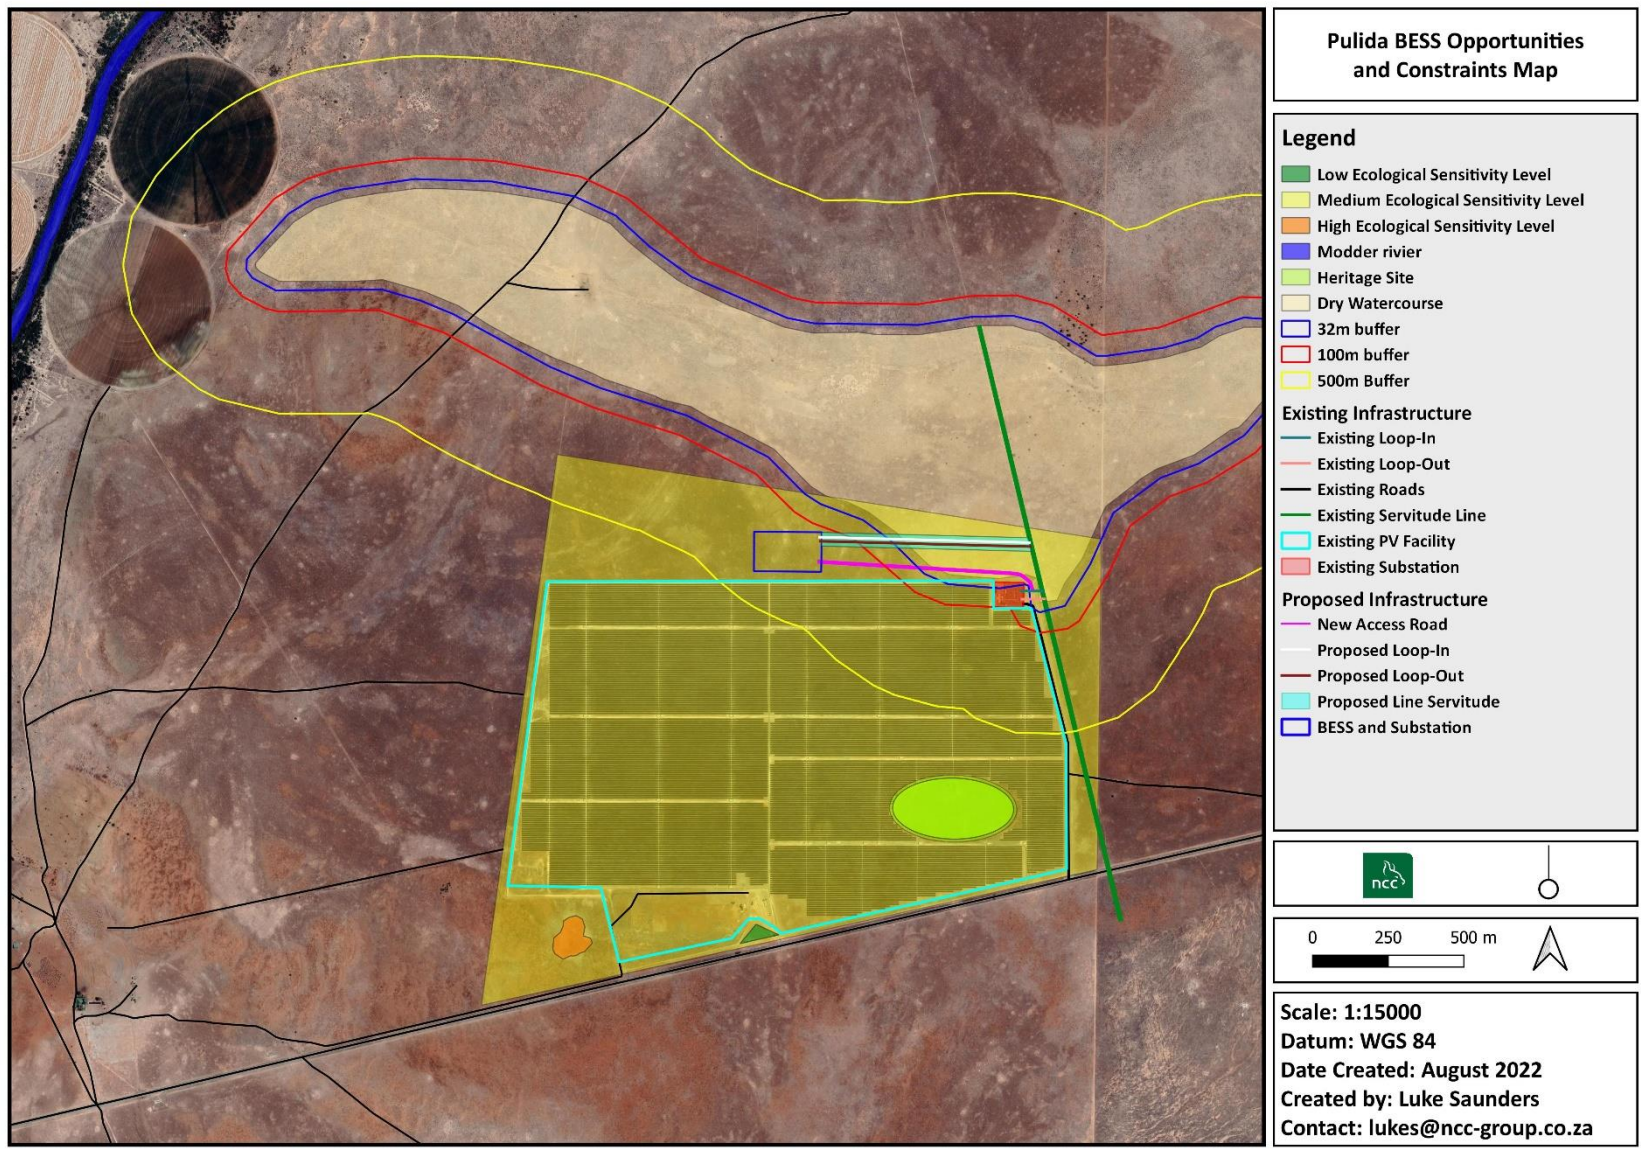 Pulida BESS Opportunities
and Constraints Map
Legend
Low Ecological Sensitivity Level
Medium Ecological Sensitivity Level
High Ecological Sensitivity Level
Modder rivier
Heritage Site
Dry Watercourse
32m buffer
100m buffer
500m Buffer
Existing Infrastructure
Existing Loop-In
Existing Loop-Out
Existing Roads
Existing Servitude Line
Existing PV Facility
Existing Substation
Proposed Infrastructure
New Access Road
Proposed Loop-In
Proposed Loop-Out
Proposed Line Servitude
BESS and Substation
ncc
0 250 500 m
Scale: 1:15000
Datum: WGS 84
Date Created: August 2022
Created by: Luke Saunders
Contact: lukes@ncc-group.co.za